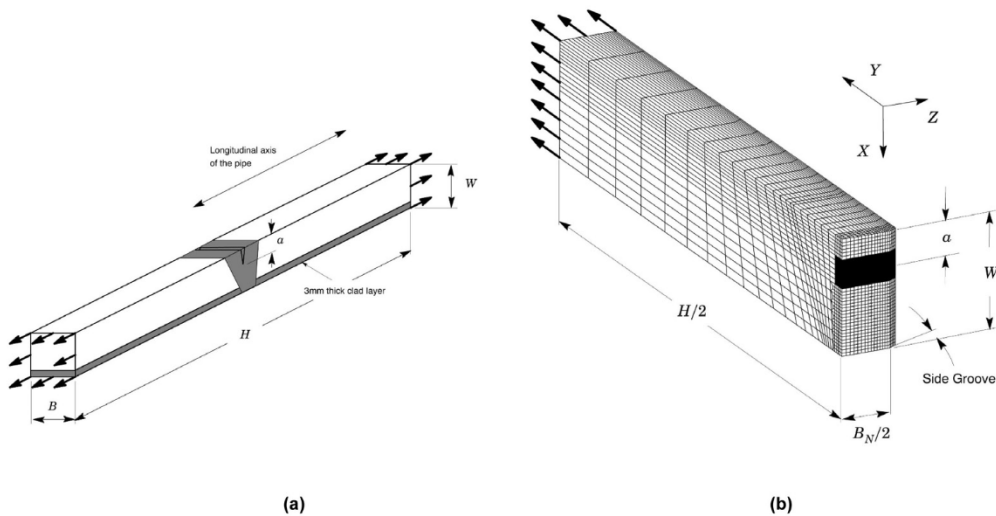 Longitudinal axis
of the pipe
W
a
3mm thick clad layer
H
B
(a)
Y
Z
X
a
W
H/2
Side Groove
B_N/2
(b)